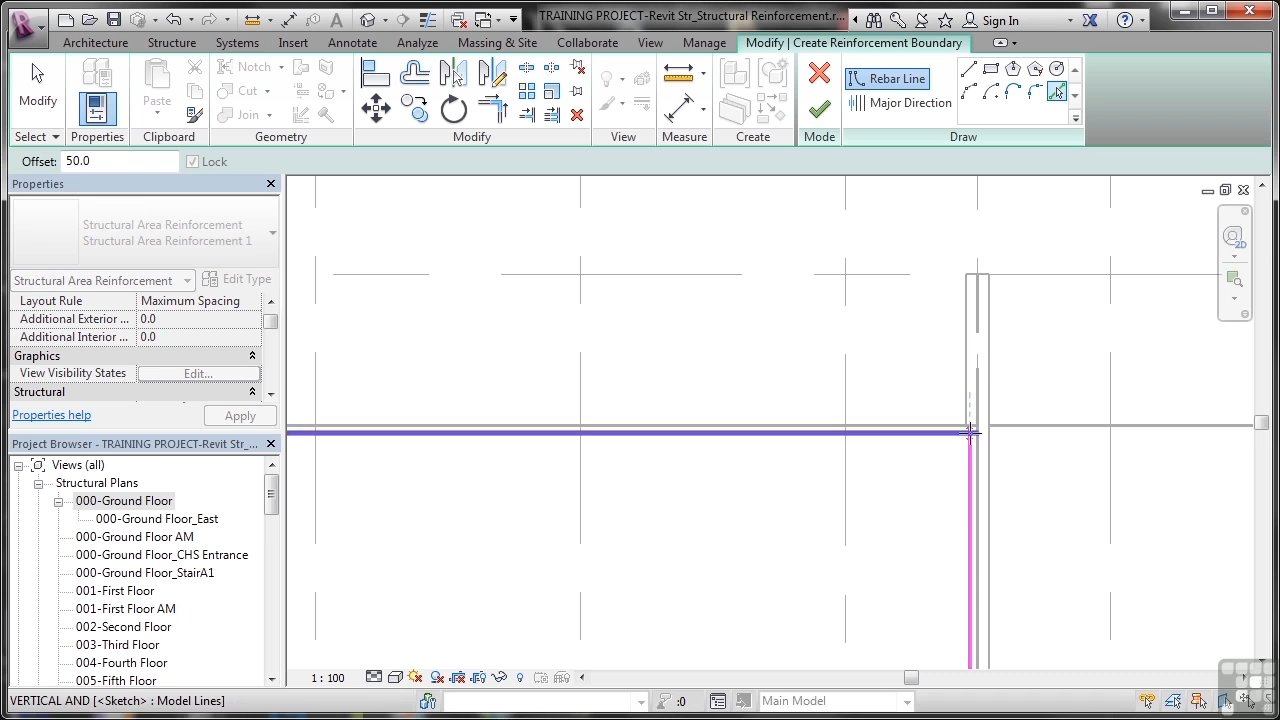 TRAINING PROJECT-Revit Str_Structural Reinforcement.r...
Sign In
Architecture Structure Systems Insert Annotate Analyze Massing & Site Collaborate View Manage Modify | Create Reinforcement Boundary
Modify
Paste
Notch
Cut
Join
Rebar Line
Major Direction
Select Properties Clipboard Geometry Modify View Measure Create Mode Draw
Offset: 50.0 Lock
Properties
Structural Area Reinforcement
Structural Area Reinforcement 1
Structural Area Reinforcement Edit Type
Layout Rule Maximum Spacing
Additional Exterior ... 0.0
Additional Interior ... 0.0
Graphics
View Visibility States Edit...
Structural
Properties help Apply
Project Browser - TRAINING PROJECT-Revit Str_...
Views (all)
Structural Plans
000-Ground Floor
000-Ground Floor_East
000-Ground Floor AM
000-Ground Floor_CHS Entrance
000-Ground Floor_StairA1
001-First Floor
001-First Floor AM
002-Second Floor
003-Third Floor
004-Fourth Floor
005-Fifth Floor
2D
1 : 100
VERTICAL AND [<Sketch> : Model Lines] :0 Main Model